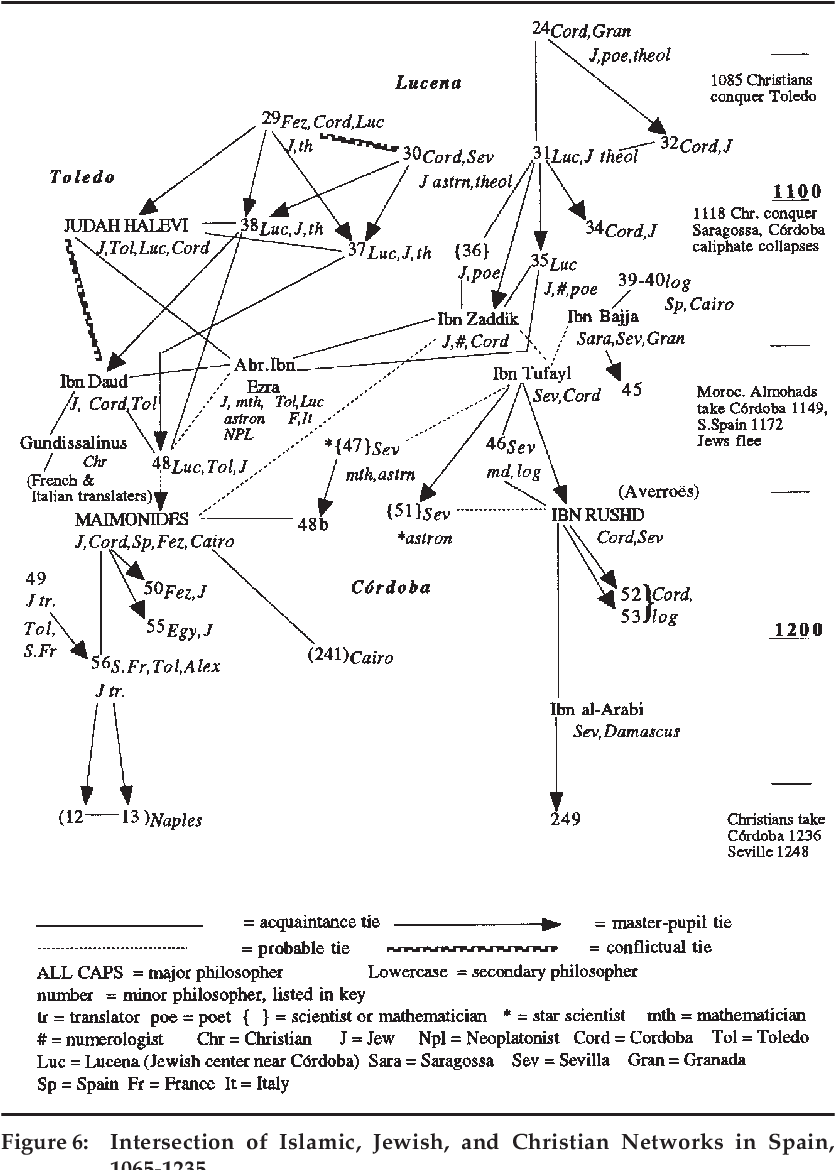 24Cord,Gran
J,poe,theol
1085 Christians
conquer Toledo
Lucena
29Fez,Cord,Luc
J,th
30Cord,Sev
J astrn,theol
31Luc,J theol
32Cord,J
Toledo
1100
1118 Chr. conquer
Saragossa, Córdoba
caliphate collapses
JUDAH HALEVI
J,Tol,Luc,Cord
38Luc,J,th
37Luc,J,th
34Cord,J
{36}
J,poe
35Luc
J,#,poe
39-40log
Sp,Cairo
Ibn Zaddik
J,#,Cord
Ibn Bajja
Sara,Sev,Gran
Ibn Daud
J, Cord,Tol
Abr.Ibn
Ezra
J, mth, Tol,Luc
astron F,It
NPL
Ibn Tufayl
Sev,Cord
45
Moroc. Almohads
take Córdoba 1149,
S.Spain 1172
Jews flee
Gundissalinus
Chr
(French &
Italian translaters)
48Luc,Tol,J
*{47}Sev
mth,astrn
46Sev
md,log
MAIMONIDES
J,Cord,Sp,Fez,Cairo
48b
{51}Sev
*astron
(Averroës)
IBN RUSHD
Cord,Sev
49
J tr.
Tol,
S.Fr
50Fez,J
55Egy,J
Córdoba
52
53}Cord,
log
1200
56S.Fr,Tol,Alex
J tr.
(241)Cairo
Ibn al-Arabi
Sev,Damascus
(12 13)Naples
249
Christians take
Córdoba 1236
Seville 1248
= acquaintance tie = master-pupil tie
= probable tie = conflictual tie
ALL CAPS = major philosopher Lowercase = secondary philosopher
number = minor philosopher, listed in key
tr = translator poe = poet { } = scientist or mathematician * = star scientist mth = mathematician
# = numerologist Chr = Christian J = Jew Npl = Neoplatonist Cord = Cordoba Tol = Toledo
Luc = Lucena (Jewish center near Córdoba) Sara = Saragossa Sev = Sevilla Gran = Granada
Sp = Spain Fr = France It = Italy
Figure 6: Intersection of Islamic, Jewish, and Christian Networks in Spain,
1065-1235